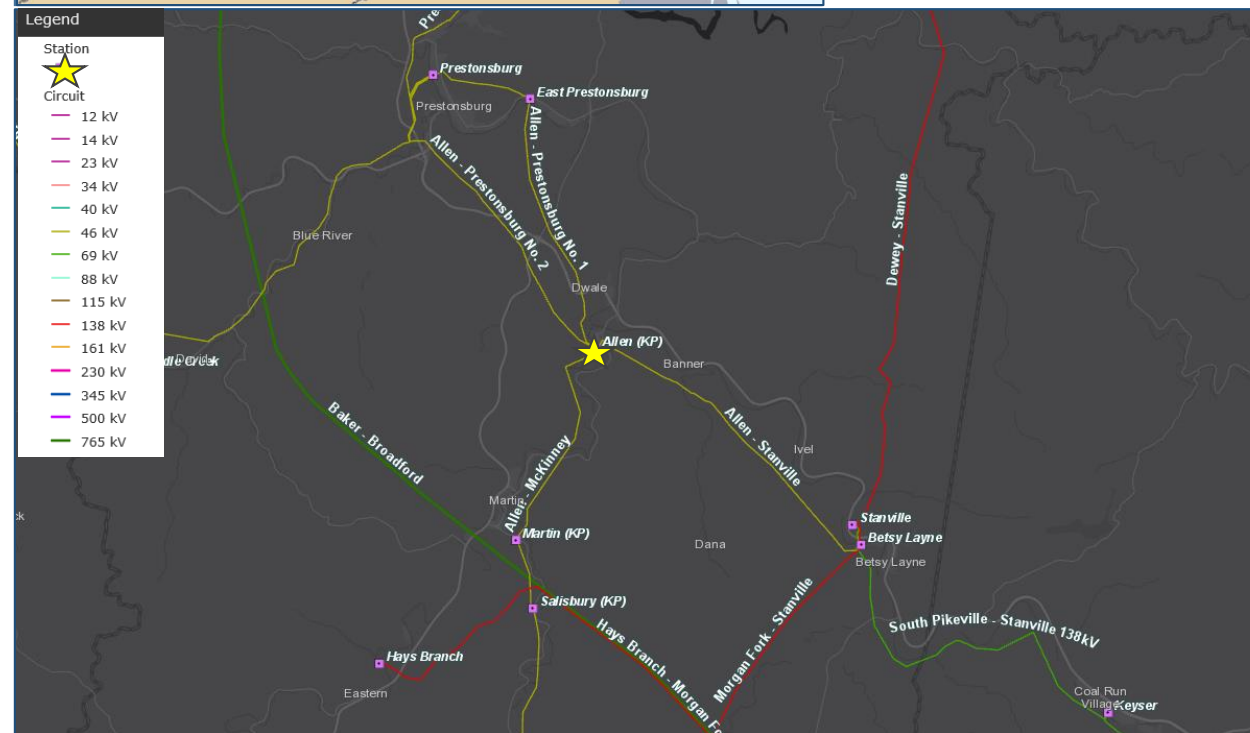 Legend
Station
Circuit
12 kV
14 kV
23 kV
34 kV
40 kV
46 kV
69 kV
88 kV
115 kV
138 kV
161 kV
230 kV
345 kV
500 kV
765 kV
Pre
Prestonsburg
East Prestonsburg
Prestonsburg
Allen - Prestonsburg No. 2
Allen - Prestonsburg No. 1
Dewey - Stanville
Blue River
Dwale
Allen (KP)
Banner
dle Creek
Baker - Broadford
Allen - Stanville
Ivel
Allen - McKinney
Martin
Martin (KP)
Stanville
Betsy Layne
Dana
Betsy Layne
Salisbury (KP)
Hays Branch - Morgan Fo
Morgan Fork - Stanville
South Pikeville - Stanville 138kV
Hays Branch
Eastern
Coal Run
Village
Keyser